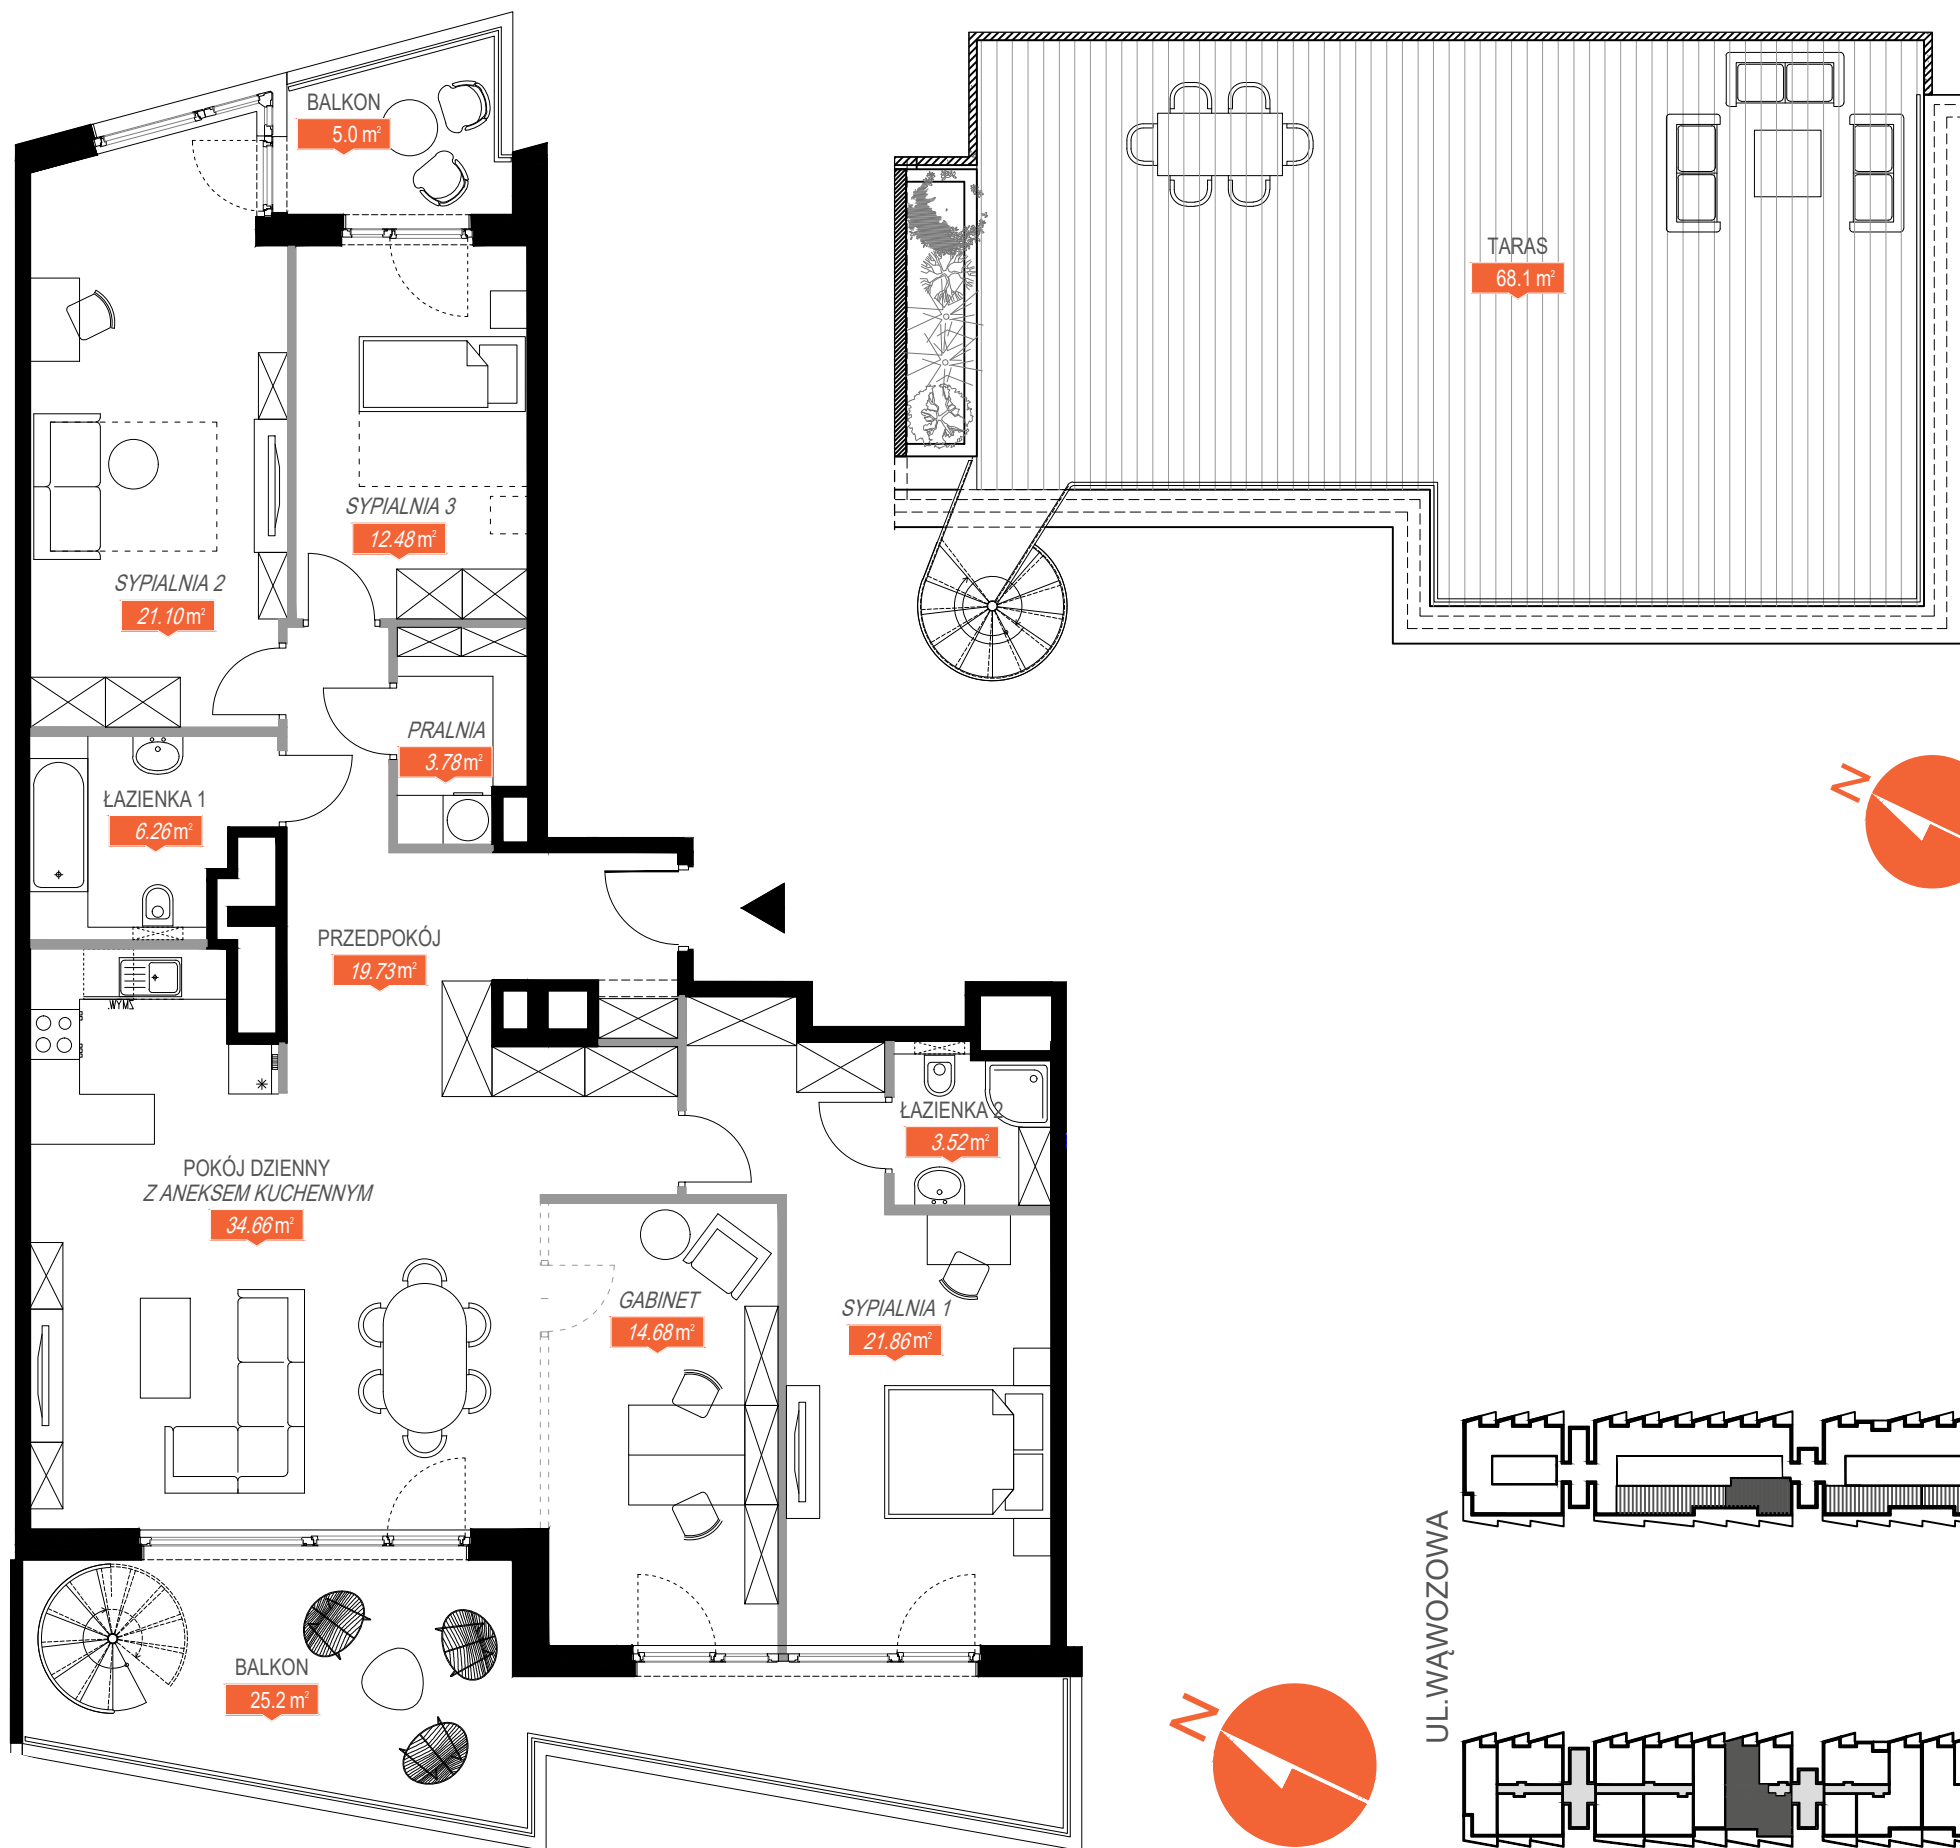 BALKON
5.0 m²
TARAS
68.1 m²
SYPIALNIA 3
12.48 m²
SYPIALNIA 2
21.10 m²
PRALNIA
3.78 m²
ŁAZIENKA 1
6.26 m²
N
PRZEDPOKÓJ
19.73 m²
ZMYW.
ŁAZIENKA 2
3.52 m²
POKÓJ DZIENNY
Z ANEKSEM KUCHENNYM
34.66 m²
GABINET
14.68 m²
SYPIALNIA 1
21.86 m²
BALKON
25.2 m²
N
UL.WĄWOZOWA